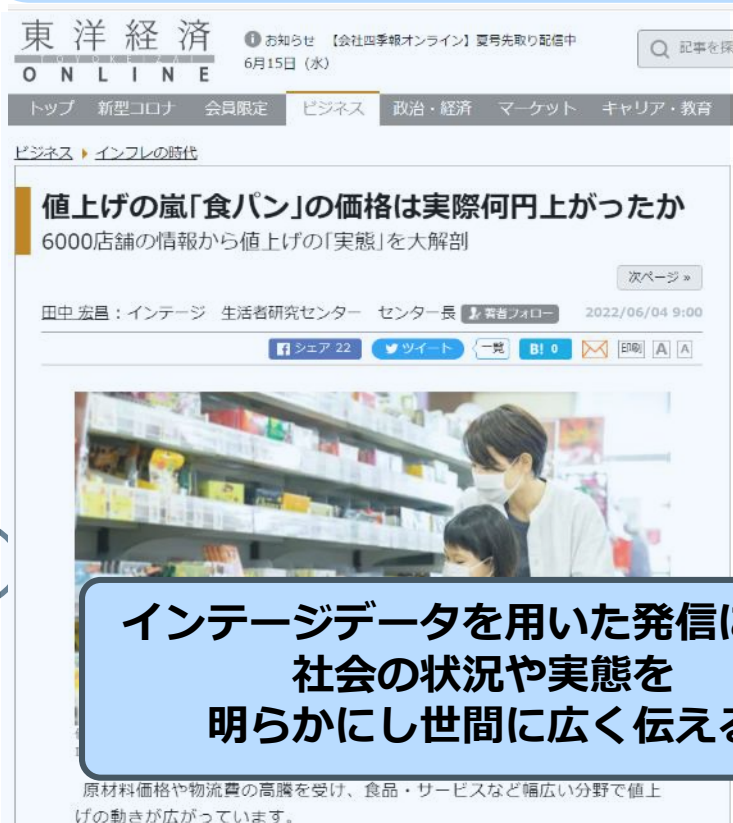 東洋経済
TOYOKEIZAI
ONLINE
お知らせ 【会社四季報オンライン】夏号先取り配信中
6月15日（水）
記事を探
トップ 新型コロナ 会員限定 ビジネス 政治・経済 マーケット キャリア・教育
ビジネス インフレの時代
値上げの嵐｢食パン｣の価格は実際何円上がったか
6000店舗の情報から値上げの｢実態｣を大解剖
次ページ »
田中 宏昌 : インテージ 生活者研究センター センター長 著者フォロー 2022/06/04 9:00
シェア 22 ツイート 一覧 B! 0 印刷 A A
インテージデータを用いた発信に
社会の状況や実態を
明らかにし世間に広く伝える
原材料価格や物流費の高騰を受け、食品・サービスなど幅広い分野で値上
げの動きが広がっています。